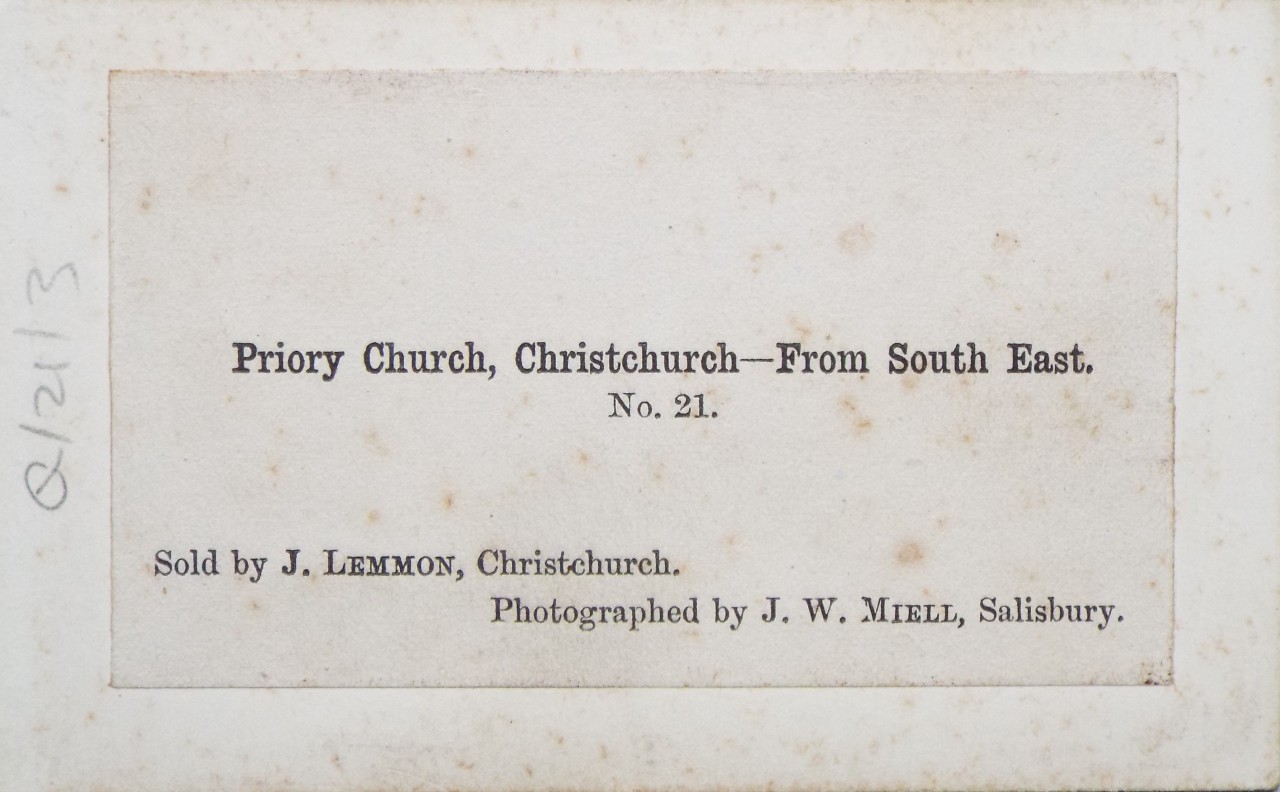 Priory Church, Christchurch—From South East.
No. 21.
Sold by J. LEMMON, Christchurch.
Photographed by J. W. MIELL, Salisbury.
Q/21/3